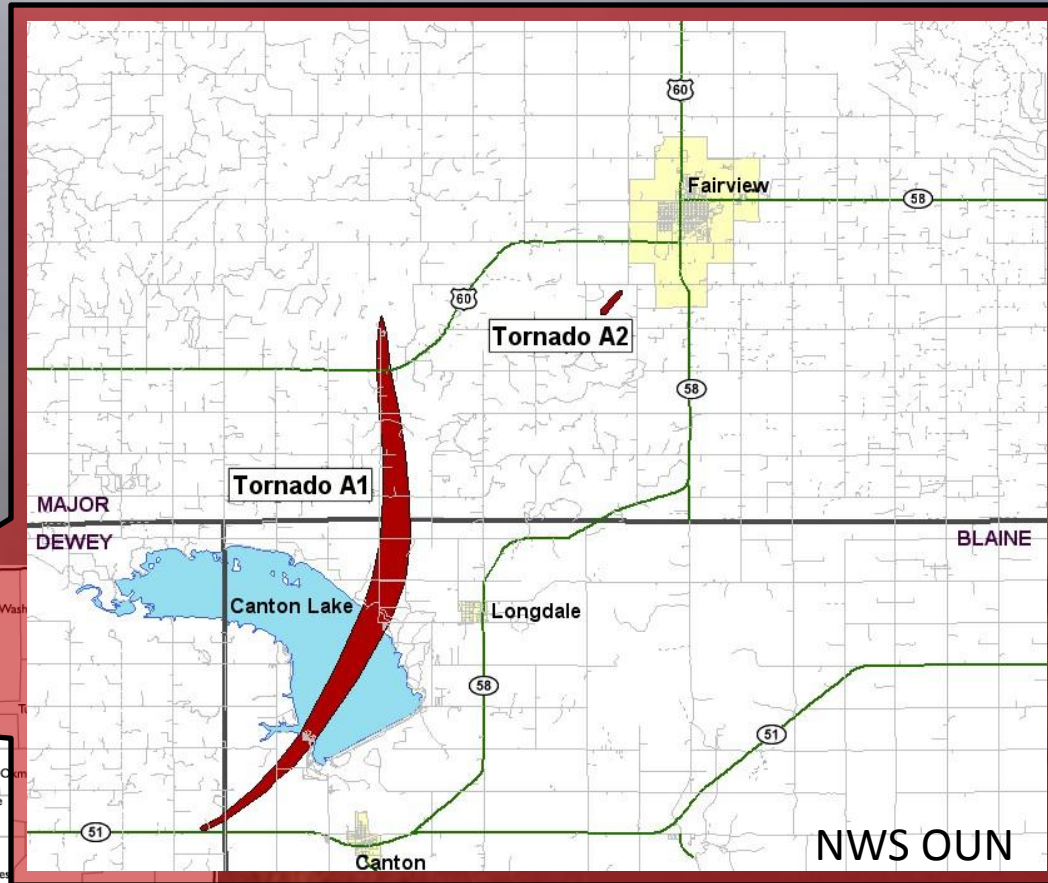 60
Fairview
58
60
Tornado A2
58
Tornado A1
MAJOR
DEWEY
BLAINE
Canton Lake
Longdale
58
51
51
Canton
NWS OUN
Wash